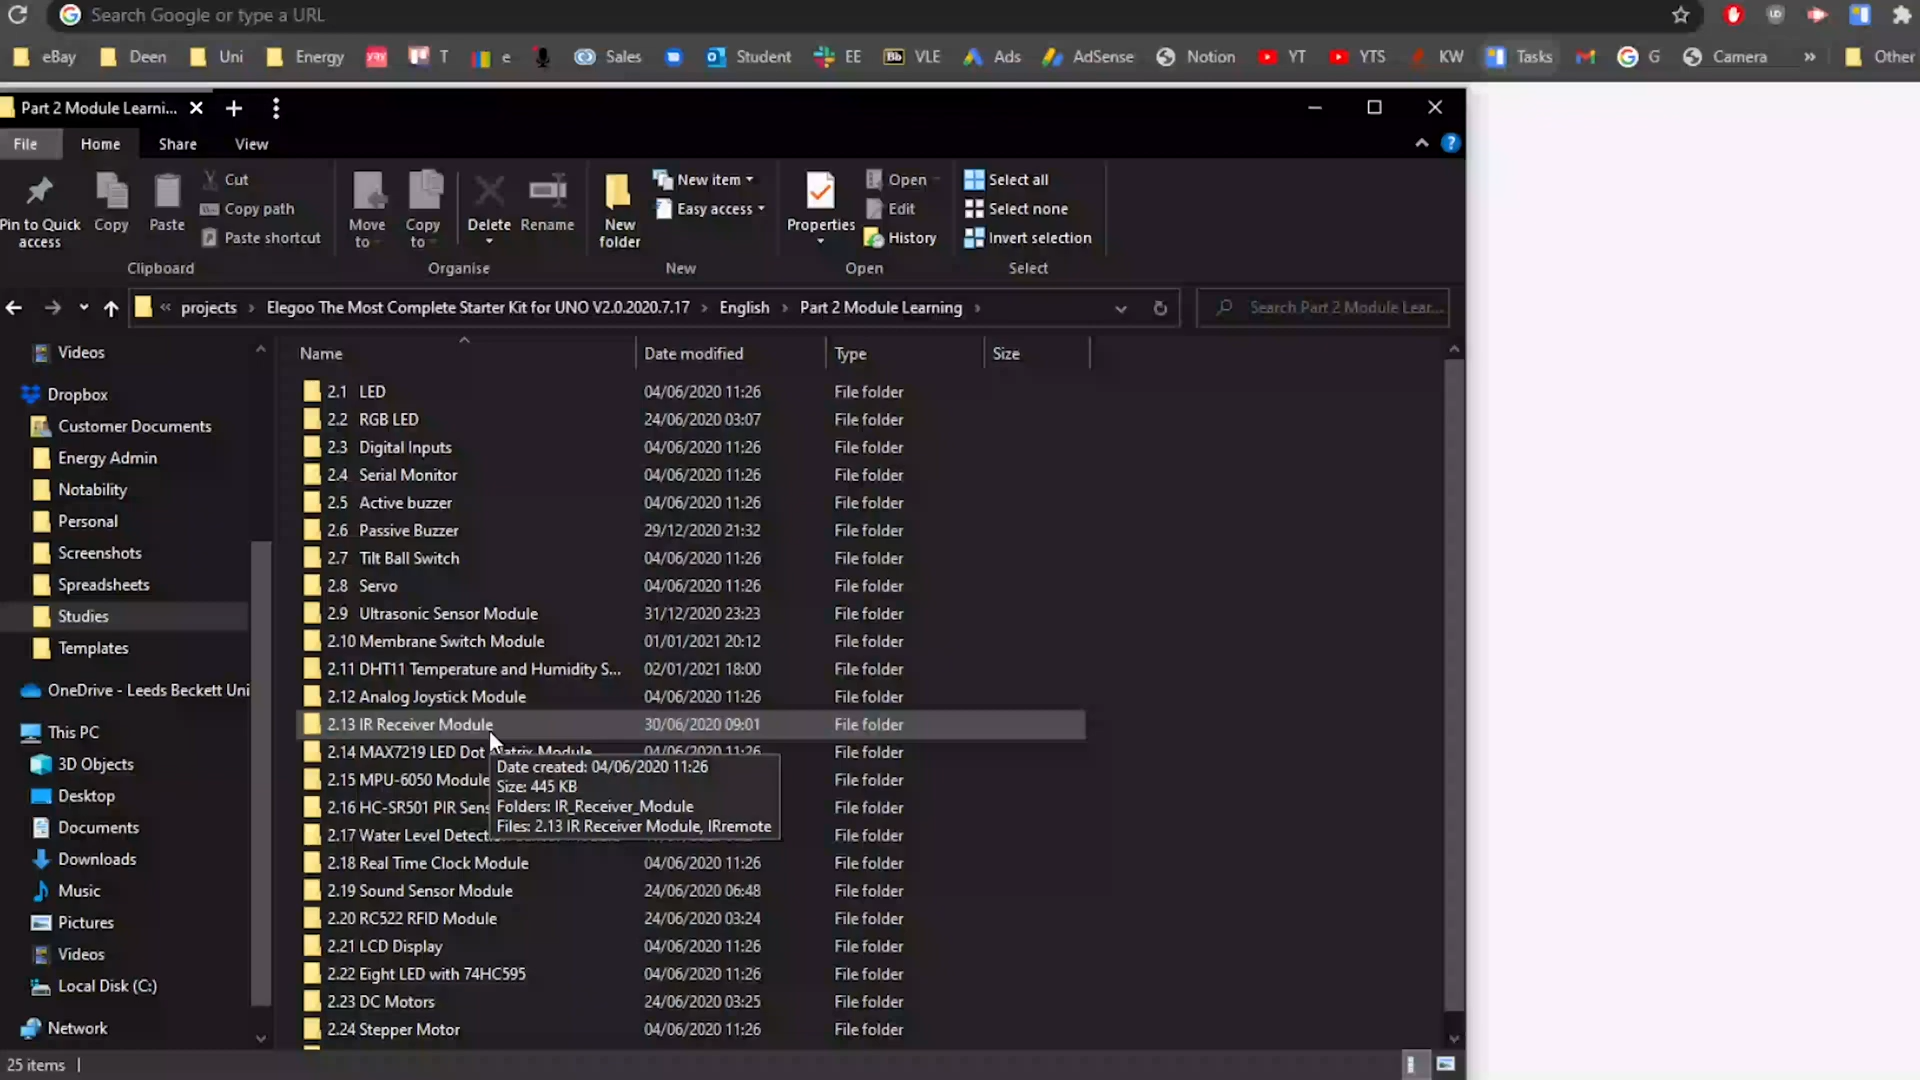 Search Google or type a URL
eBay Deen Uni Energy yay T e Sales Student EE Bb VLE Ads AdSense Notion YT YTS KW Tasks G Camera » Other
Part 2 Module Learni...
File Home Share View
Pin to Quick access
Copy
Paste
Cut
Copy path
Paste shortcut
Clipboard
Move to
Copy to
Delete
Rename
Organise
New folder
New item
Easy access
New
Properties
Open
Edit
History
Open
Select all
Select none
Invert selection
Select
« projects › Elegoo The Most Complete Starter Kit for UNO V2.0.2020.7.17 › English › Part 2 Module Learning ›
Search Part 2 Module Lear...
Videos
Dropbox
Customer Documents
Energy Admin
Notability
Personal
Screenshots
Spreadsheets
Studies
Templates
OneDrive - Leeds Beckett Uni
This PC
3D Objects
Desktop
Documents
Downloads
Music
Pictures
Videos
Local Disk (C:)
Network
Name Date modified Type Size
2.1 LED 04/06/2020 11:26 File folder
2.2 RGB LED 24/06/2020 03:07 File folder
2.3 Digital Inputs 04/06/2020 11:26 File folder
2.4 Serial Monitor 04/06/2020 11:26 File folder
2.5 Active buzzer 04/06/2020 11:26 File folder
2.6 Passive Buzzer 29/12/2020 21:32 File folder
2.7 Tilt Ball Switch 04/06/2020 11:26 File folder
2.8 Servo 04/06/2020 11:26 File folder
2.9 Ultrasonic Sensor Module 31/12/2020 23:23 File folder
2.10 Membrane Switch Module 01/01/2021 20:12 File folder
2.11 DHT11 Temperature and Humidity S... 02/01/2021 18:00 File folder
2.12 Analog Joystick Module 04/06/2020 11:26 File folder
2.13 IR Receiver Module 30/06/2020 09:01 File folder
2.14 MAX7219 LED Dot Matrix Module 04/06/2020 11:26 File folder
2.15 MPU-6050 Module File folder
2.16 HC-SR501 PIR Sens File folder
2.17 Water Level Detecti File folder
2.18 Real Time Clock Module 04/06/2020 11:26 File folder
2.19 Sound Sensor Module 24/06/2020 06:48 File folder
2.20 RC522 RFID Module 24/06/2020 03:24 File folder
2.21 LCD Display 04/06/2020 11:26 File folder
2.22 Eight LED with 74HC595 04/06/2020 11:26 File folder
2.23 DC Motors 24/06/2020 03:25 File folder
2.24 Stepper Motor 04/06/2020 11:26 File folder
Date created: 04/06/2020 11:26
Size: 445 KB
Folders: IR_Receiver_Module
Files: 2.13 IR Receiver Module, IRremote
25 items